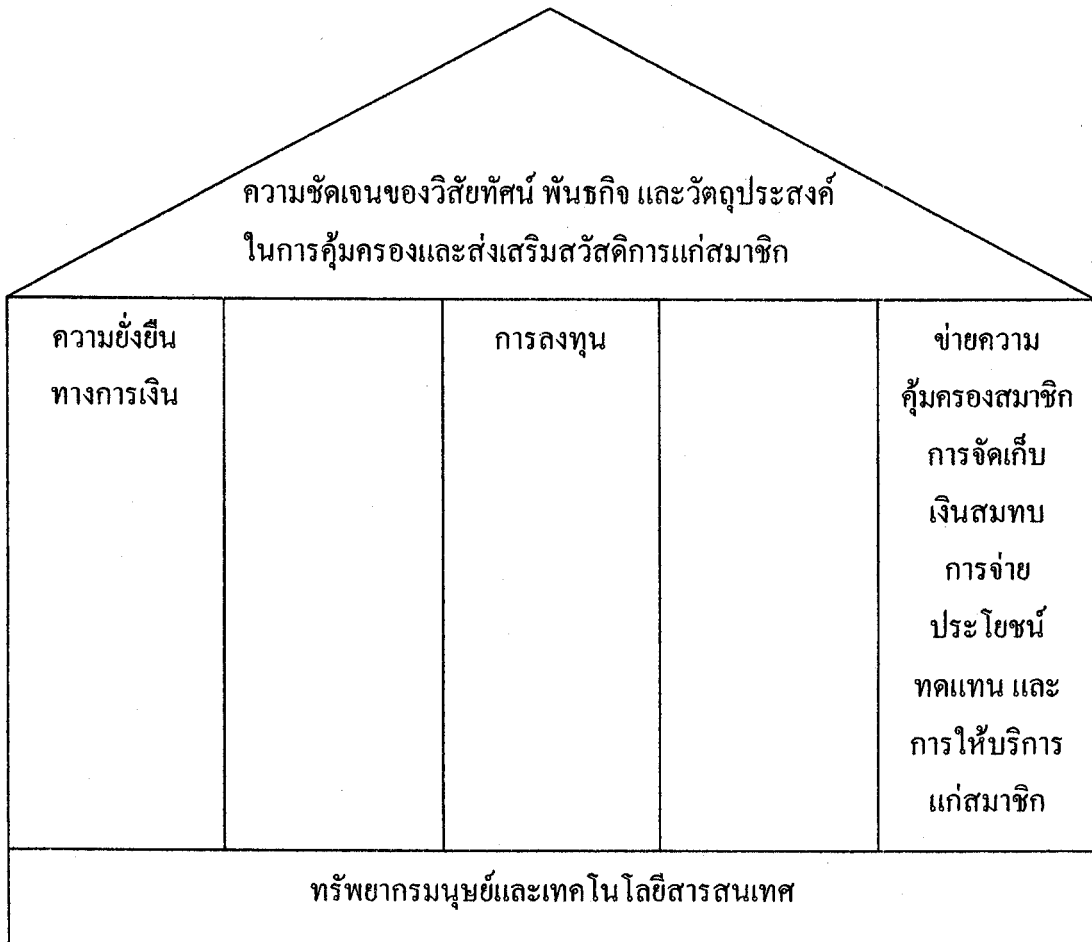 ความชัดเจนของวิสัยทัศน์ พันธกิจ และวัตถุประสงค์
ในการคุ้มครองและส่งเสริมสวัสดิการแก่สมาชิก
ความยั่งยืน
ทางการเงิน
การลงทุน
ข่ายความ
คุ้มครองสมาชิก
การจัดเก็บ
เงินสมทบ
การจ่าย
ประโยชน์
ทดแทน และ
การให้บริการ
แก่สมาชิก
ทรัพยากรมนุษย์และเทคโนโลยีสารสนเทศ